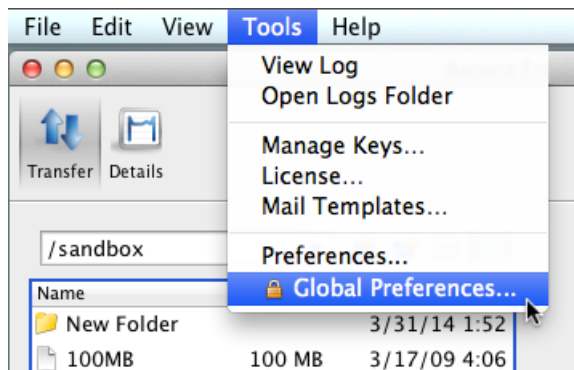 File Edit View Tools Help
View Log
Open Logs Folder
Transfer Details
Manage Keys...
License...
Mail Templates...
/sandbox
Preferences...
Name
Global Preferences...
New Folder 3/31/14 1:52
100MB 100 MB 3/17/09 4:06